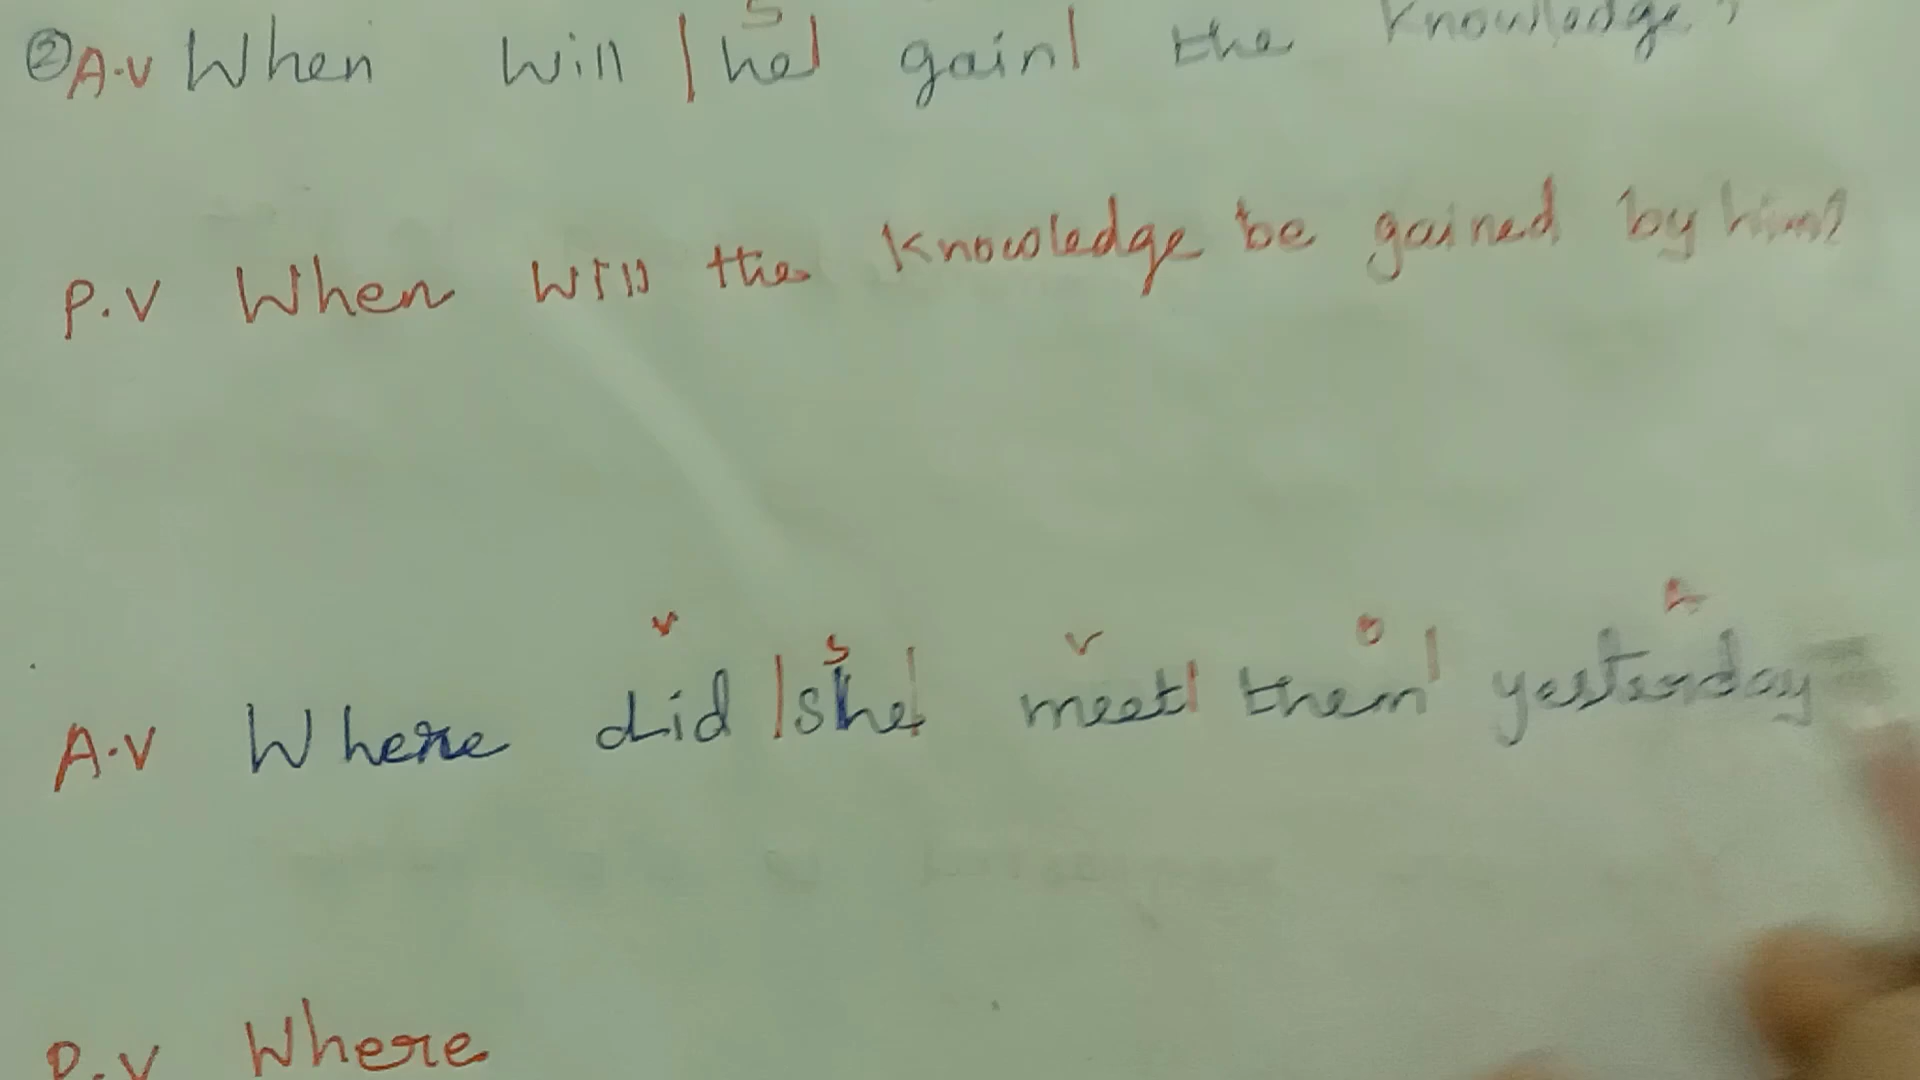 S
② A.V When will | he | gain | the knowledge?
P.V When will the knowledge be gained by him?
v s v o A
A.V Where did | she | meet | them | yesterday
P.V Where